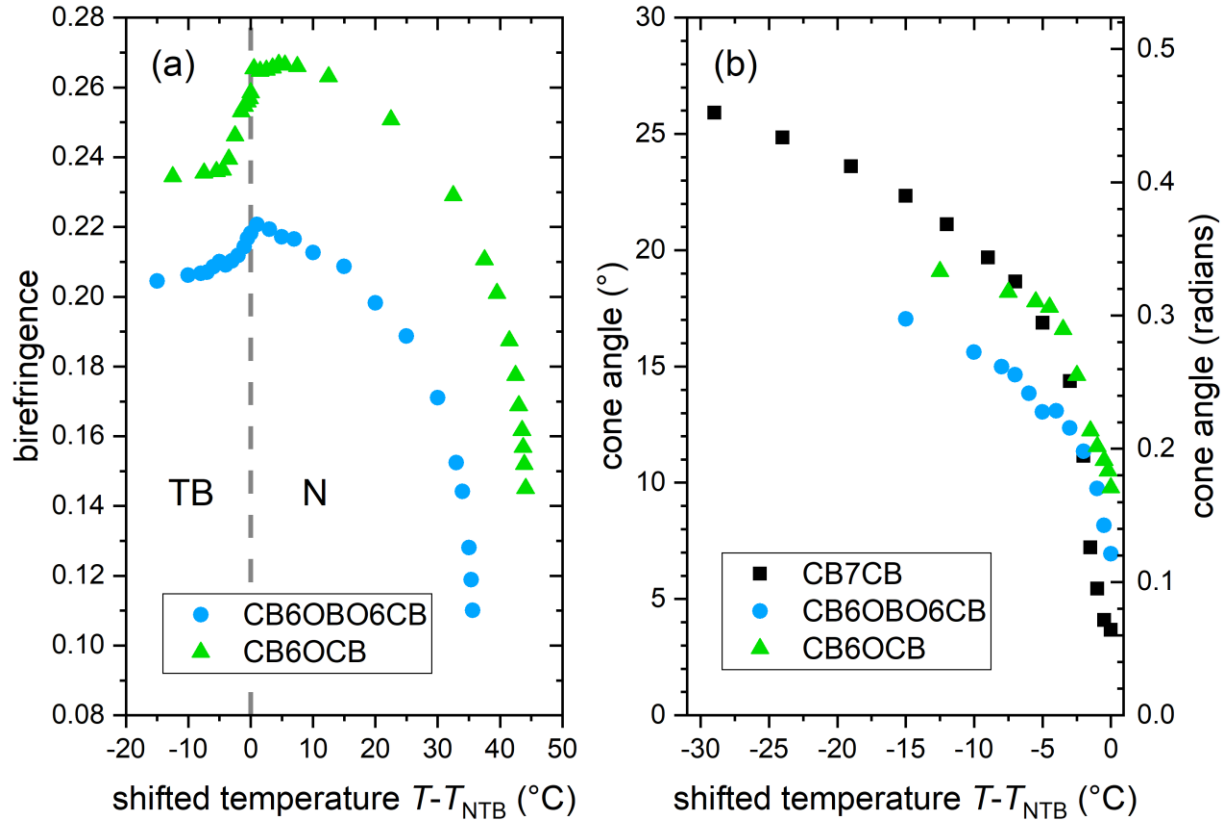 (a)
0.28
0.26
0.24
0.22
0.20
0.18
0.16
0.14
0.12
0.10
0.08
birefringence
TB
N
CB6OBO6CB
CB6OCB
-20 -10 0 10 20 30 40 50
shifted temperature T-TNTB (°C)
(b)
30
25
20
15
10
5
0
cone angle (°)
0.5
0.4
0.3
0.2
0.1
0.0
cone angle (radians)
CB7CB
CB6OBO6CB
CB6OCB
-30 -25 -20 -15 -10 -5 0
shifted temperature T-TNTB (°C)